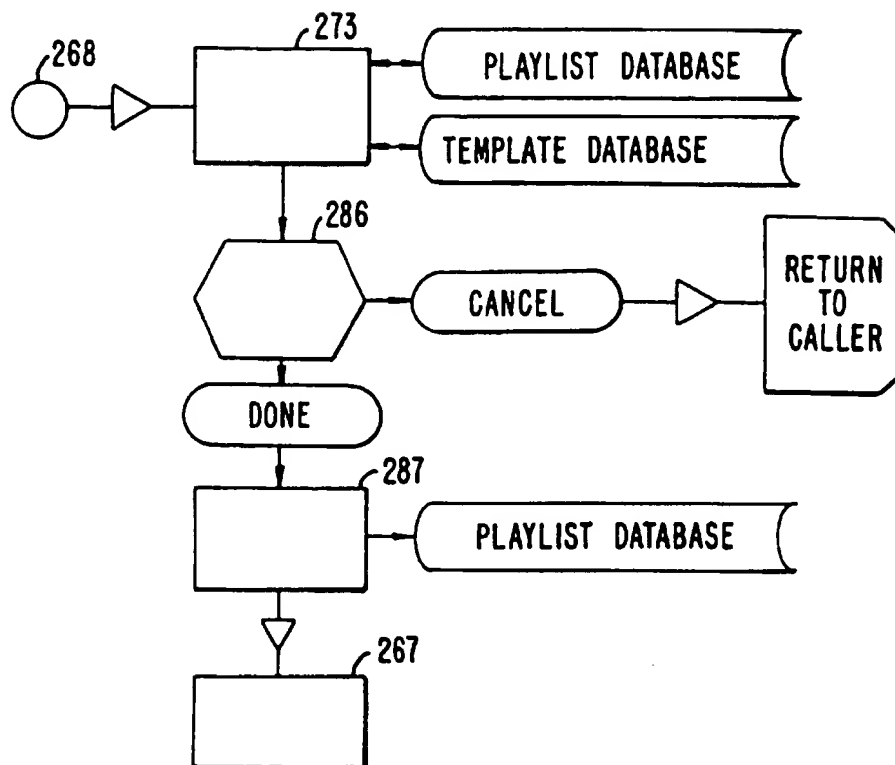 268
273
PLAYLIST DATABASE
TEMPLATE DATABASE
286
CANCEL
RETURN
TO
CALLER
DONE
287
PLAYLIST DATABASE
267